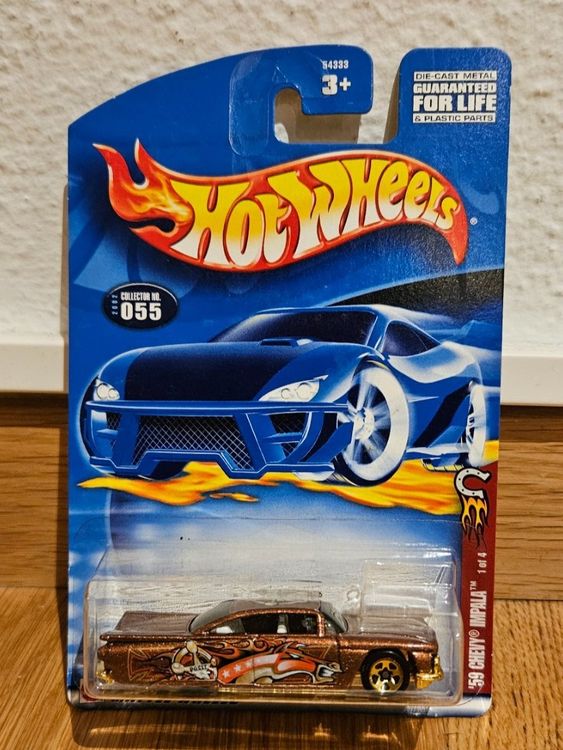 54333
3+
DIE-CAST METAL
GUARANTEED
FOR LIFE
& PLASTIC PARTS
HOT WHEELS®
2002
COLLECTOR NO.
055
'59 CHEVY® IMPALA™ 1 of 4